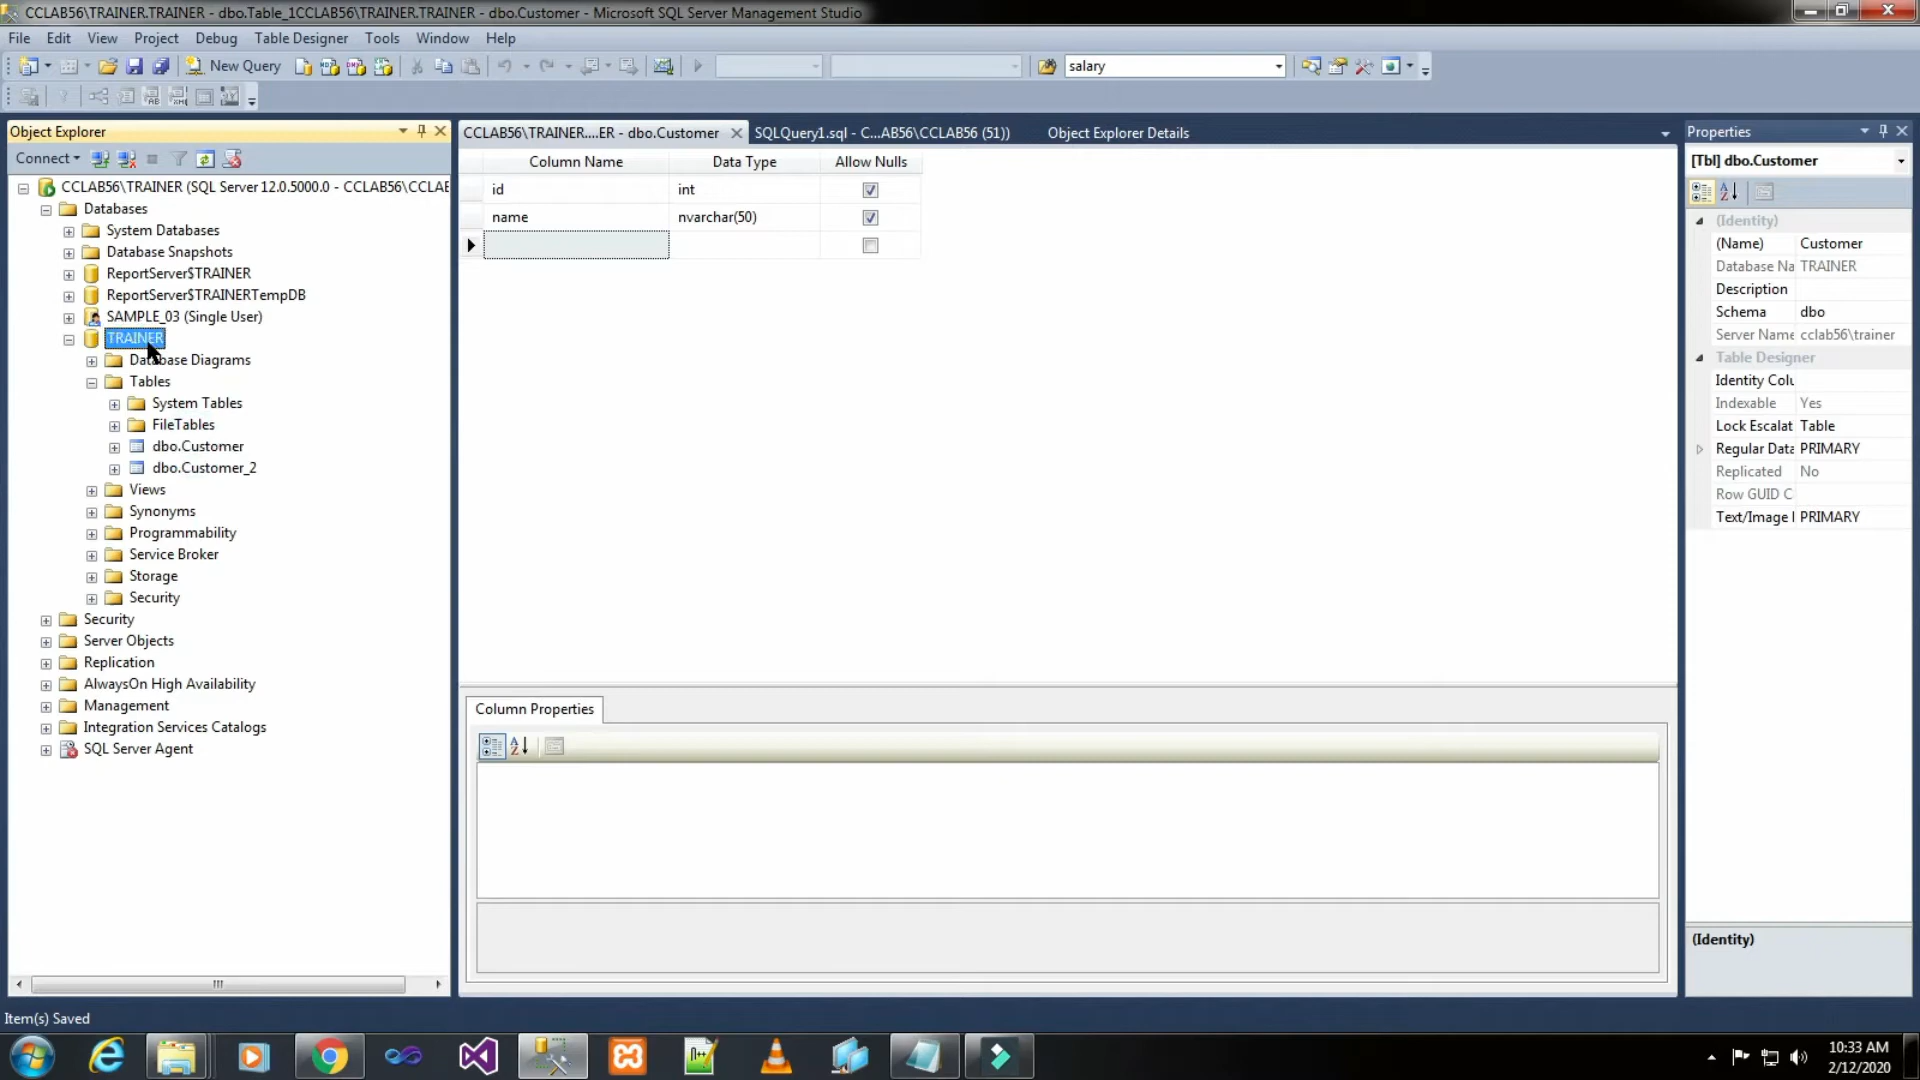 CCLAB56\TRAINER.TRAINER - dbo.Table_1CCLAB56\TRAINER.TRAINER - dbo.Customer - Microsoft SQL Server Management Studio
File Edit View Project Debug Table Designer Tools Window Help
New Query salary
Object Explorer
Connect
CCLAB56\TRAINER (SQL Server 12.0.5000.0 - CCLAB56\CCLAE
Databases
System Databases
Database Snapshots
ReportServer$TRAINER
ReportServer$TRAINERTempDB
SAMPLE_03 (Single User)
TRAINER
Database Diagrams
Tables
System Tables
FileTables
dbo.Customer
dbo.Customer_2
Views
Synonyms
Programmability
Service Broker
Storage
Security
Security
Server Objects
Replication
AlwaysOn High Availability
Management
Integration Services Catalogs
SQL Server Agent
CCLAB56\TRAINER....ER - dbo.Customer SQLQuery1.sql - C...AB56\CCLAB56 (51)) Object Explorer Details
Column Name Data Type Allow Nulls
id int
name nvarchar(50)
Column Properties
Properties
[Tbl] dbo.Customer
(Identity)
(Name) Customer
Database Na TRAINER
Description
Schema dbo
Server Name cclab56\trainer
Table Designer
Identity Colu
Indexable Yes
Lock Escalat Table
Regular Data PRIMARY
Replicated No
Row GUID C
Text/Image PRIMARY
(Identity)
Item(s) Saved
10:33 AM
2/12/2020